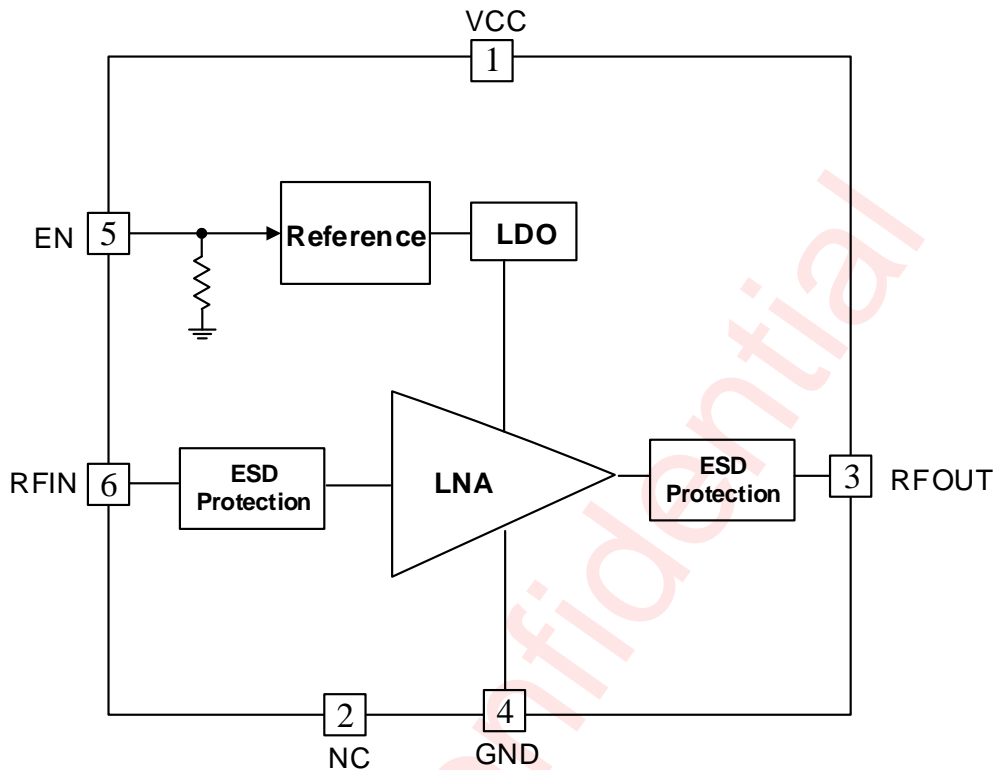 VCC
1
EN
5
Reference
LDO
RFIN
6
ESD
Protection
LNA
ESD
Protection
3
RFOUT
2
NC
4
GND
onfidential